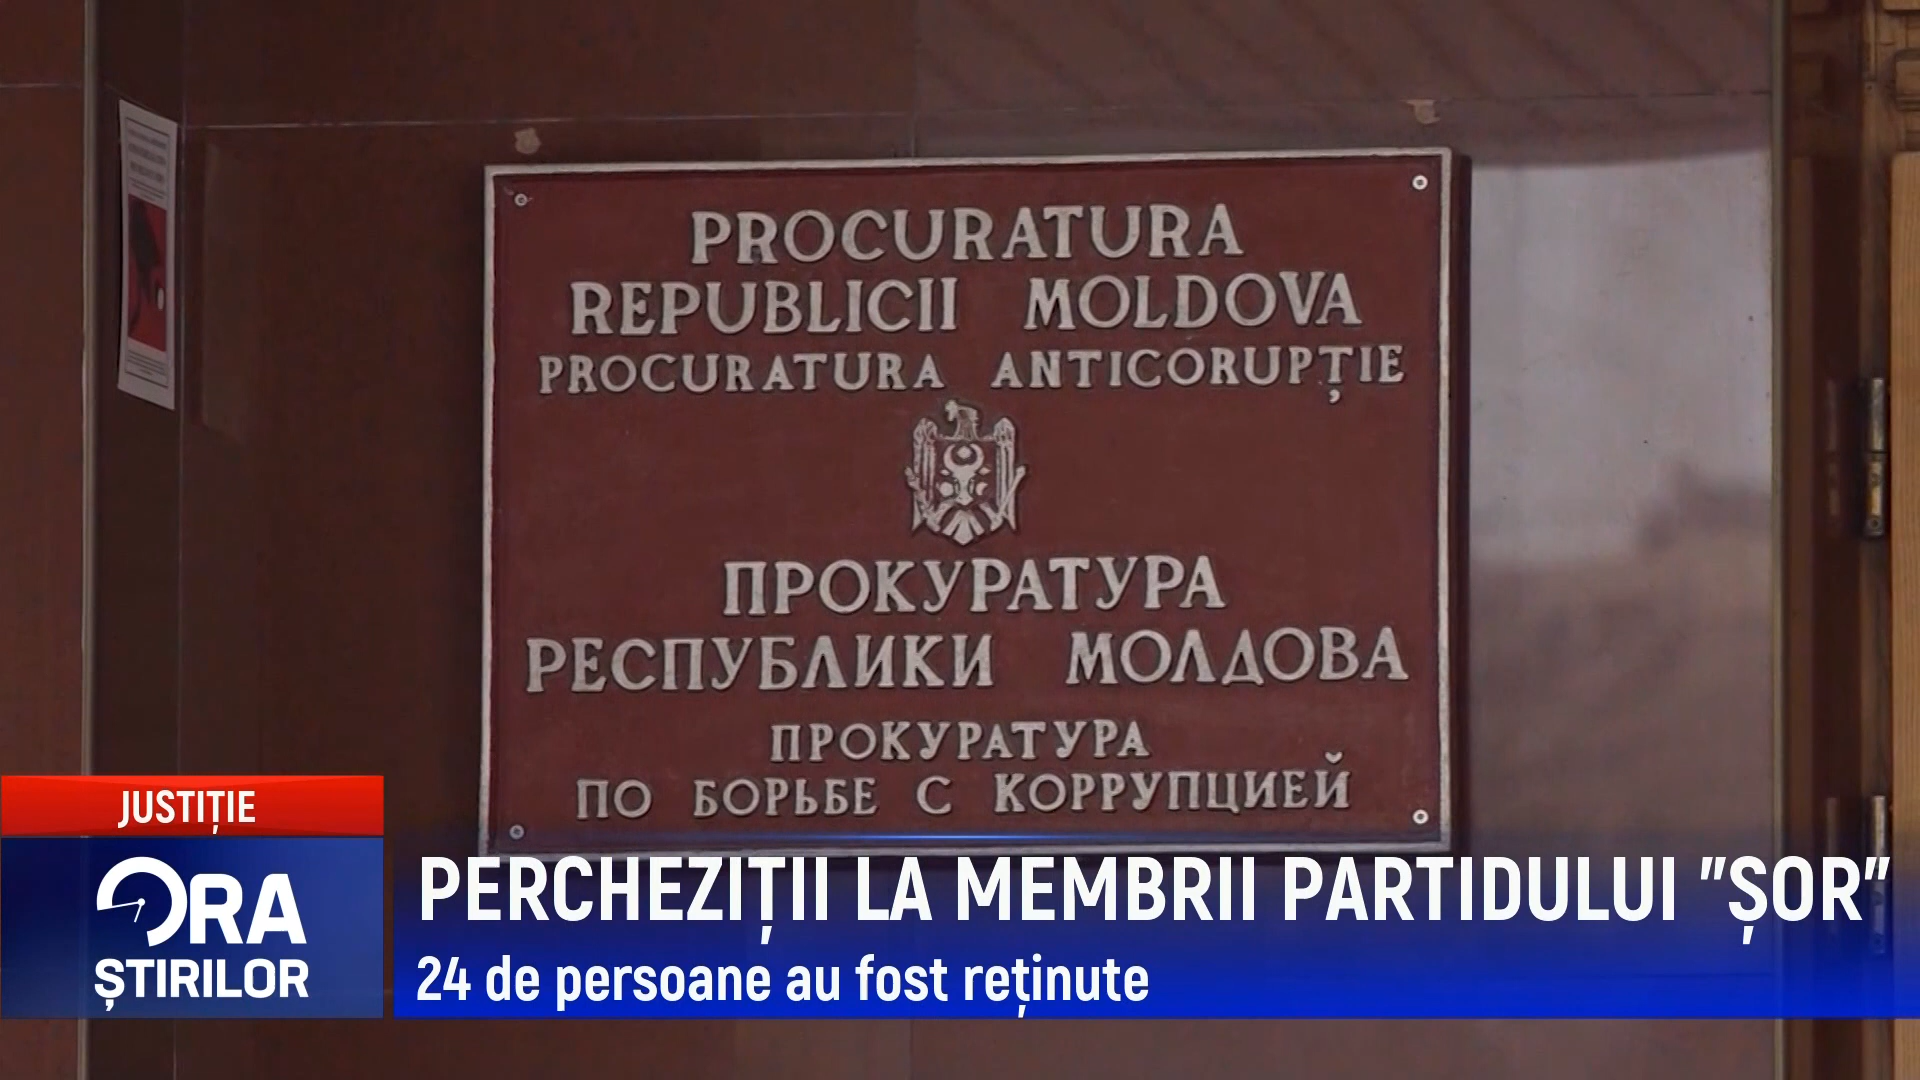 PROCURATURA
REPUBLICII MOLDOVA
PROCURATURA ANTICORUPȚIE
ПРОКУРАТУРА
РЕСПУБЛИКИ МОЛДОВА
ПРОКУРАТУРА
ПО БОРЬБЕ С КОРРУПЦИЕЙ
JUSTIȚIE
ORA
ȘTIRILOR
PERCHEZIȚII LA MEMBRII PARTIDULUI "ȘOR"
24 de persoane au fost reținute